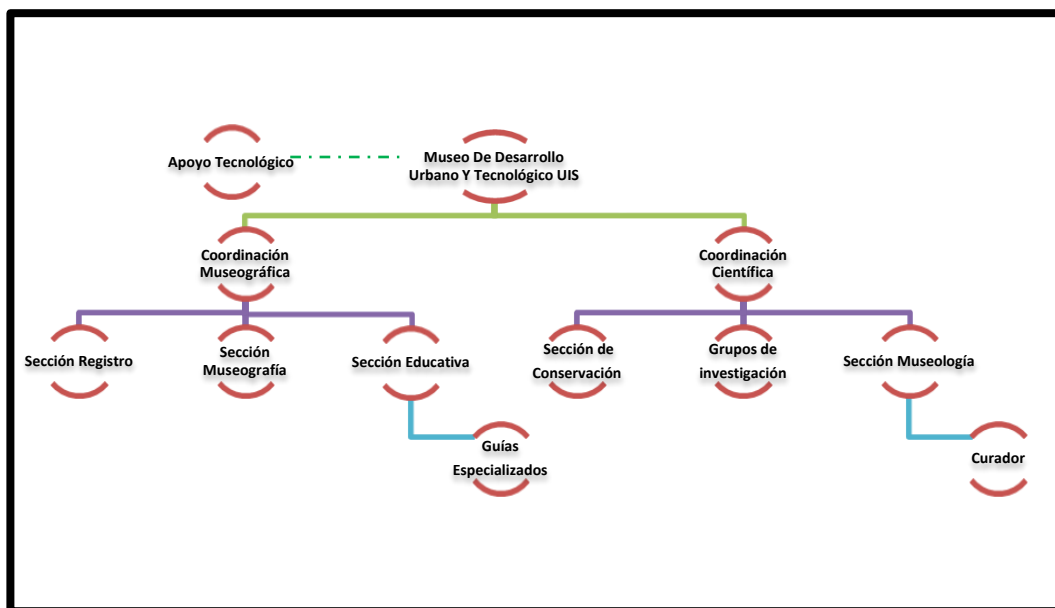 Apoyo Tecnológico
Museo De Desarrollo
Urbano Y Tecnológico UIS
Coordinación
Museográfica
Coordinación
Científica
Sección Registro
Sección
Museografía
Sección Educativa
Sección de
Conservación
Grupos de
investigación
Sección Museología
Guías
Especializados
Curador